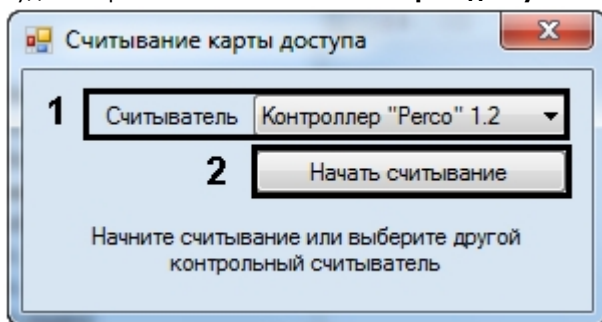 Считывание карты доступа
1 Считыватель Контроллер "Perco" 1.2
2 Начать считывание
Начните считывание или выберите другой
контрольный считыватель